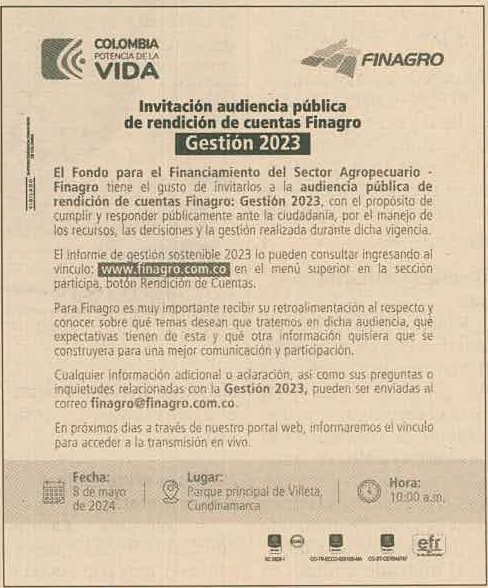 COLOMBIA
POTENCIA DE LA
VIDA
FINAGRO
Invitación audiencia pública
de rendición de cuentas Finagro
Gestión 2023
VIGILADO
El Fondo para el Financiamiento del Sector Agropecuario -
Finagro tiene el gusto de invitarlos a la audiencia pública de
rendición de cuentas Finagro: Gestión 2023, con el propósito de
cumplir y responder públicamente ante la ciudadanía, por el manejo de
los recursos, las decisiones y la gestión realizada durante dicha vigencia.
El informe de gestión sostenible 2023 lo pueden consultar ingresando al
vínculo: www.finagro.com.co en el menú superior en la sección
participa, botón Rendición de Cuentas.
Para Finagro es muy importante recibir su retroalimentación al respecto y
conocer sobre qué temas desean que tratemos en dicha audiencia, qué
expectativas tienen de esta y qué otra información quisiera que se
construyera para una mejor comunicación y participación.
Cualquier información adicional o aclaración, así como sus preguntas o
inquietudes relacionadas con la Gestión 2023, pueden ser enviadas al
correo finagro@finagro.com.co.
En próximos días a través de nuestro portal web, informaremos el vínculo
para acceder a la transmisión en vivo.
Fecha:
8 de mayo
de 2024
Lugar:
Parque principal de Villeta,
Cundinamarca
Hora:
10:00 a.m.
efr